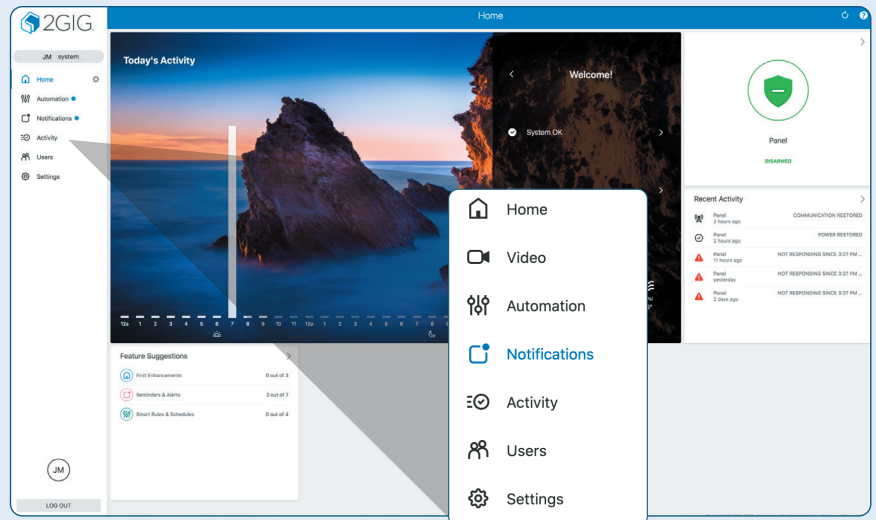 2GIG
Home
JM system
Home
Automation
Notifications
Activity
Users
Settings
JM
LOG OUT
Today's Activity
12a 1 2 3 4 5 6 7 8 9 10 11 12p 1 2 3 4 5 6 7 8
Welcome!
System OK
Panel
DISARMED
Recent Activity
Panel COMMUNICATION RESTORED
2 hours ago
Panel POWER RESTORED
2 hours ago
Panel NOT RESPONDING SINCE 3:27 PM ...
11 hours ago
Panel NOT RESPONDING SINCE 3:27 PM ...
yesterday
Panel NOT RESPONDING SINCE 3:27 PM ...
2 days ago
Feature Suggestions
First Enhancements 0 out of 3
Reminders & Alerts 3 out of 7
Smart Rules & Schedules 0 out of 4
Home
Video
Automation
Notifications
Activity
Users
Settings